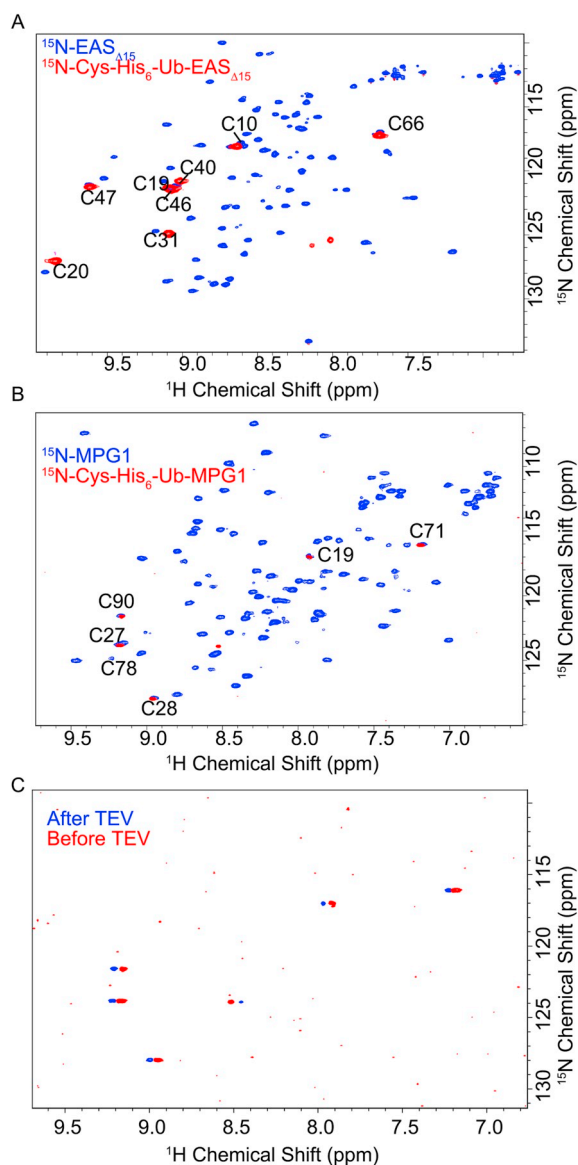 A
¹⁵N-EAS_Δ15
¹⁵N-Cys-His₆-Ub-EAS_Δ15
C10
C66
C47
C19
C40
C46
C31
C20
115
120
125
130
¹⁵N Chemical Shift (ppm)
9.5 9.0 8.5 8.0 7.5
¹H Chemical Shift (ppm)
B
¹⁵N-MPG1
¹⁵N-Cys-His₆-Ub-MPG1
C19
C71
C90
C27
C78
C28
110
115
120
125
¹⁵N Chemical Shift (ppm)
9.5 9.0 8.5 8.0 7.5 7.0
¹H Chemical Shift (ppm)
C
After TEV
Before TEV
115
120
125
130
¹⁵N Chemical Shift (ppm)
9.5 9.0 8.5 8.0 7.5 7.0
¹H Chemical Shift (ppm)